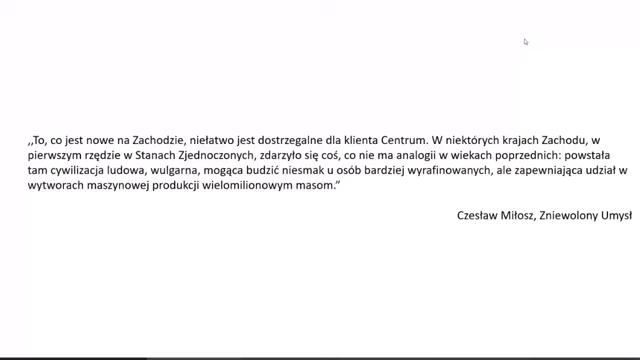 ,,To, co jest nowe na Zachodzie, niełatwo jest dostrzegalne dla klienta Centrum. W niektórych krajach Zachodu, w
pierwszym rzędzie w Stanach Zjednoczonych, zdarzyło się coś, co nie ma analogii w wiekach poprzednich: powstała
tam cywilizacja ludowa, wulgarna, mogąca budzić niesmak u osób bardziej wyrafinowanych, ale zapewniająca udział w
wytworach maszynowej produkcji wielomilionowym masom.”
Czesław Miłosz, Zniewolony Umysł